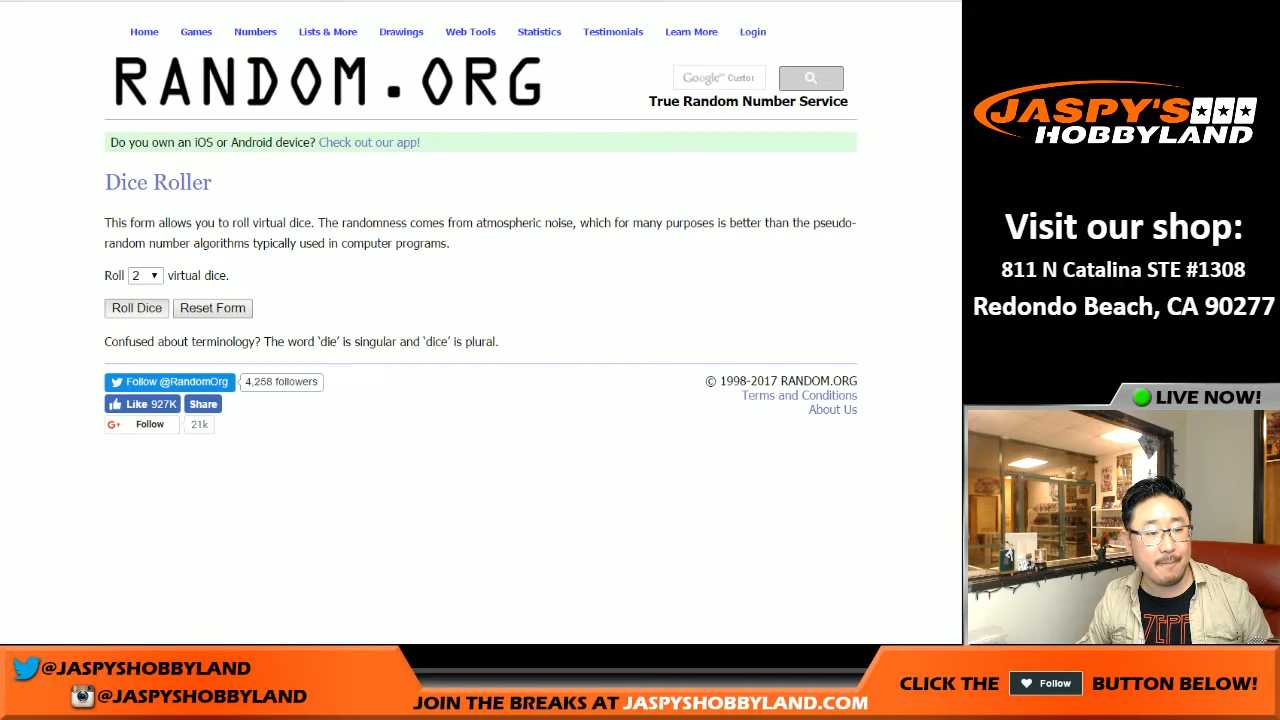 Home Games Numbers Lists & More Drawings Web Tools Statistics Testimonials Learn More Login
RANDOM.ORG
Google™ Custor
True Random Number Service
Do you own an iOS or Android device? Check out our app!
Dice Roller
This form allows you to roll virtual dice. The randomness comes from atmospheric noise, which for many purposes is better than the pseudo-
random number algorithms typically used in computer programs.
Roll 2 virtual dice.
Roll Dice Reset Form
Confused about terminology? The word ‘die’ is singular and ‘dice’ is plural.
Follow @RandomOrg 4,258 followers
Like 927K Share
G+ Follow 21k
© 1998-2017 RANDOM.ORG
Terms and Conditions
About Us
JASPY'S
HOBBYLAND
Visit our shop:
811 N Catalina STE #1308
Redondo Beach, CA 90277
LIVE NOW!
ZEPP
@JASPYSHOBBYLAND
@JASPYSHOBBYLAND
JOIN THE BREAKS AT JASPYSHOBBYLAND.COM
CLICK THE Follow BUTTON BELOW!